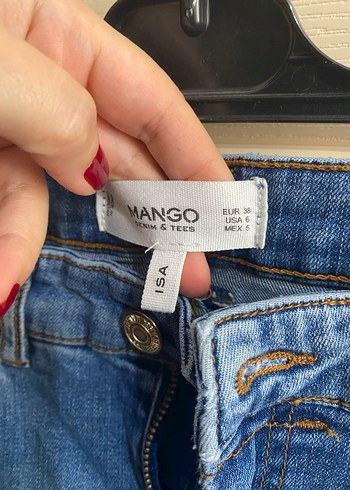 MANGO
DENIM & TEES
EUR 38
USA 6
MEX 5
ISA